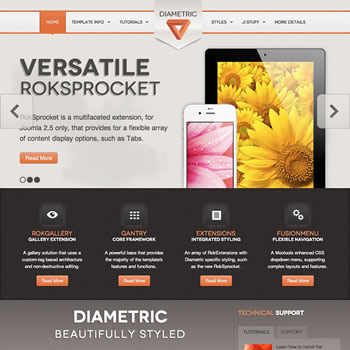 DIAMETRIC
HOME TEMPLATE INFO TUTORIALS STYLES J!STUFF MORE DETAILS
VERSATILE
ROKSPROCKET
RokSprocket is a multifaceted extension, for
Joomla 2.5 only, that provides for a flexible array
of content display options, such as Tabs.
Read More
ROKGALLERY
GALLERY EXTENSION
A gallery solution that uses a
custom-tag based architecture
and non-destructive editing.
Read More
GANTRY
CORE FRAMEWORK
A powerful base that provides
the majority of the template's
features and functions.
Read More
EXTENSIONS
INTEGRATED STYLING
An array of RokExtensions with
Diametric specific styling, such
as the new RokSprocket.
Read More
FUSIONMENU
FLEXIBLE NAVIGATION
A Mootools enhanced CSS
dropdown menu, supporting
complex layouts and features.
Read More
DIAMETRIC
BEAUTIFULLY STYLED
TECHNICAL SUPPORT
TUTORIALS SUPPORT
Learn how to install the